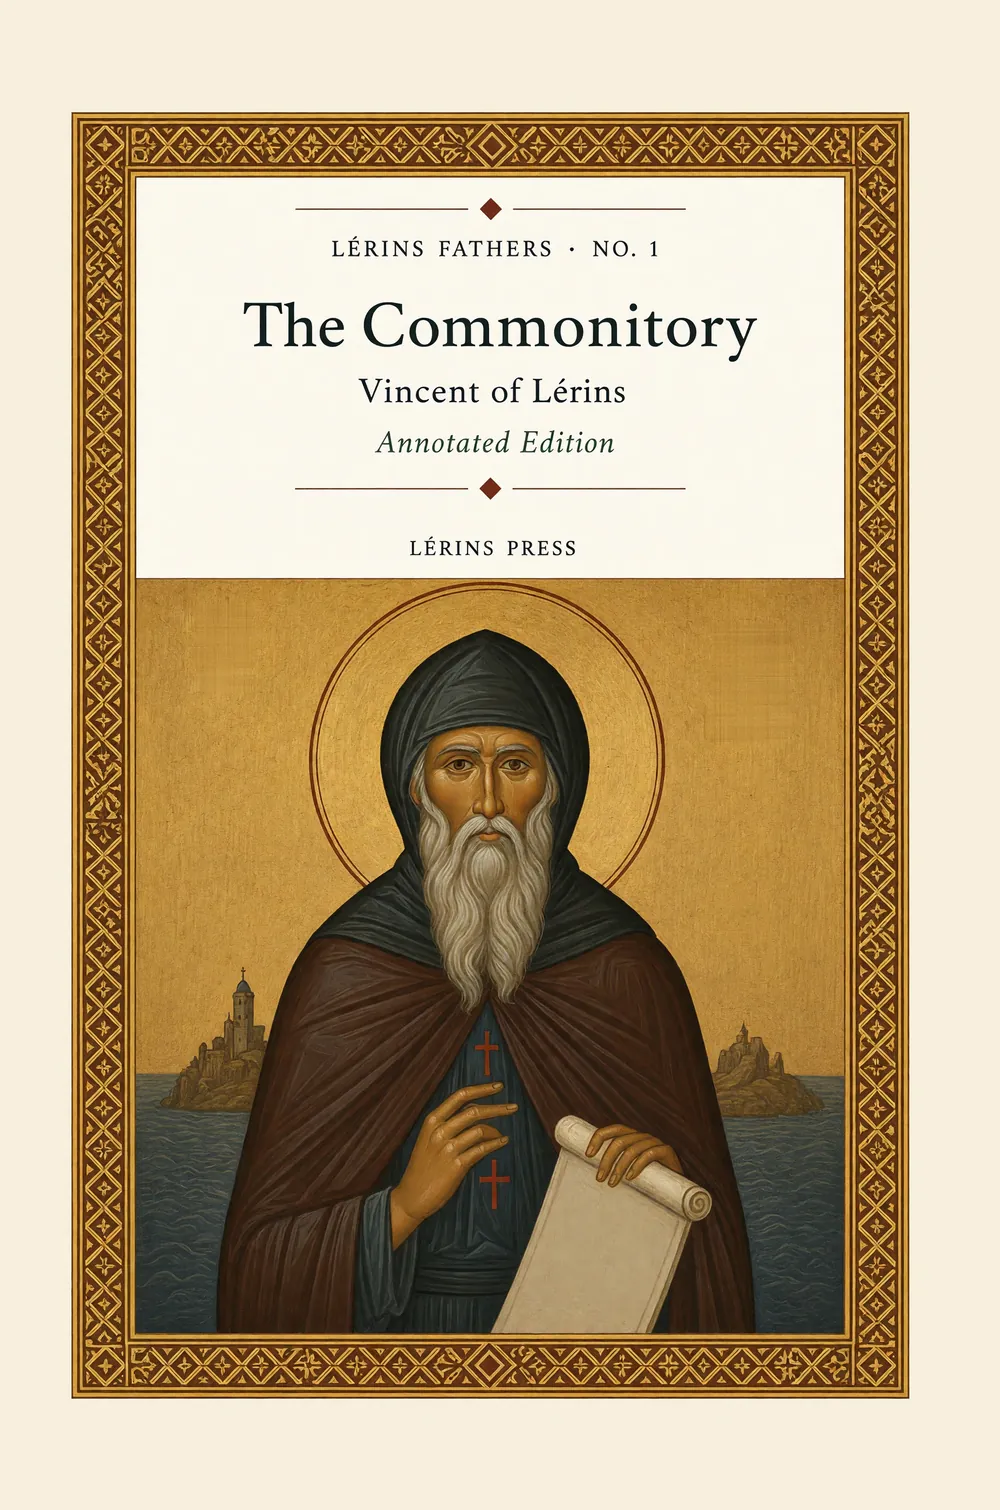 LÉRINS FATHERS · NO. 1
The Commonitory
Vincent of Lérins
Annotated Edition
LÉRINS PRESS